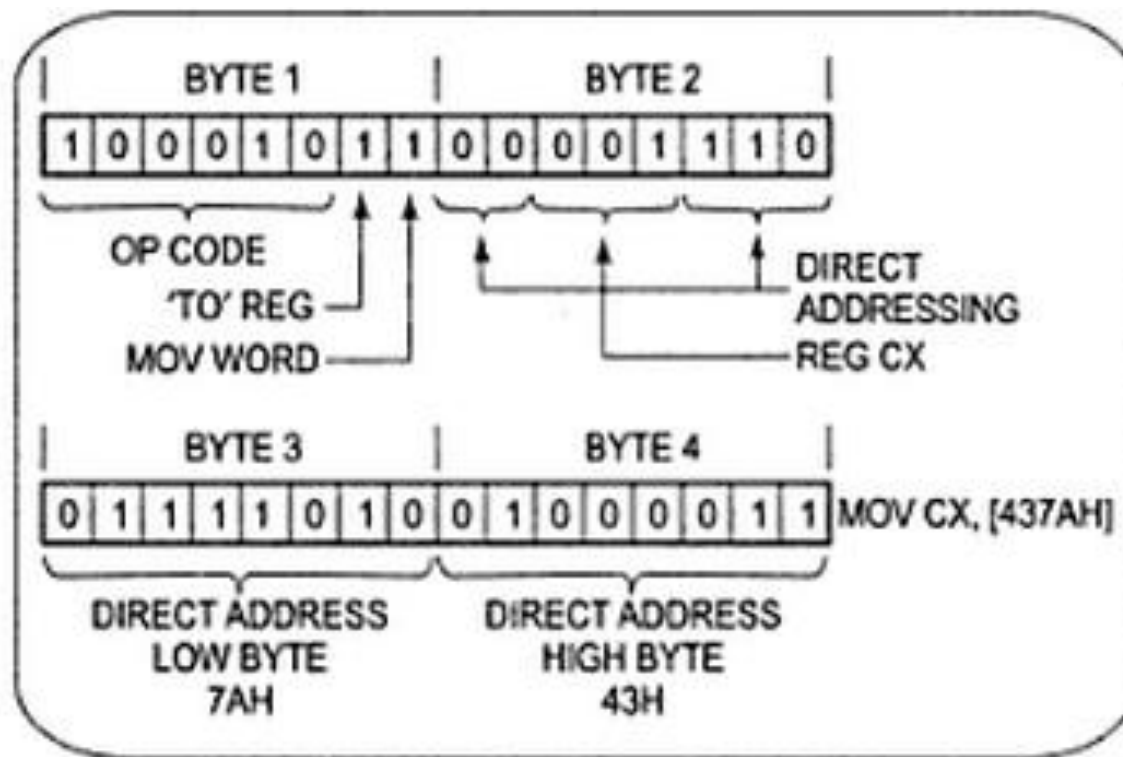 BYTE 1 BYTE 2
1 0 0 0 1 0 1 1 0 0 0 0 1 1 1 0
OP CODE
'TO' REG
MOV WORD
DIRECT
ADDRESSING
REG CX
BYTE 3 BYTE 4
0 1 1 1 1 0 1 0 0 1 0 0 0 0 1 1 MOV CX, [437AH]
DIRECT ADDRESS DIRECT ADDRESS
LOW BYTE HIGH BYTE
7AH 43H